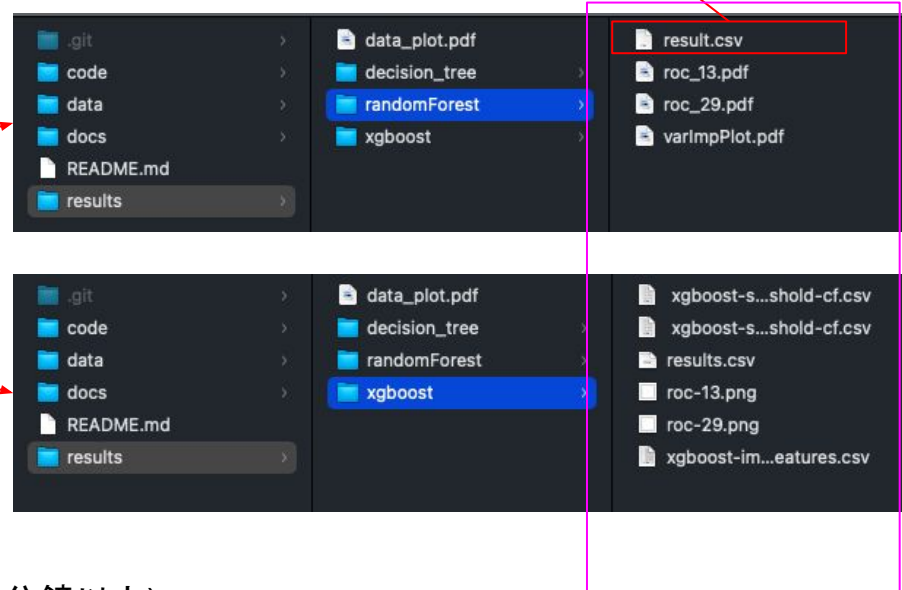 .git
code
data
docs
README.md
results
data_plot.pdf
decision_tree
randomForest
xgboost
result.csv
roc_13.pdf
roc_29.pdf
varImpPlot.pdf
.git
code
data
docs
README.md
results
data_plot.pdf
decision_tree
randomForest
xgboost
xgboost-s...shold-cf.csv
xgboost-s...shold-cf.csv
results.csv
roc-13.png
roc-29.png
xgboost-im...eatures.csv